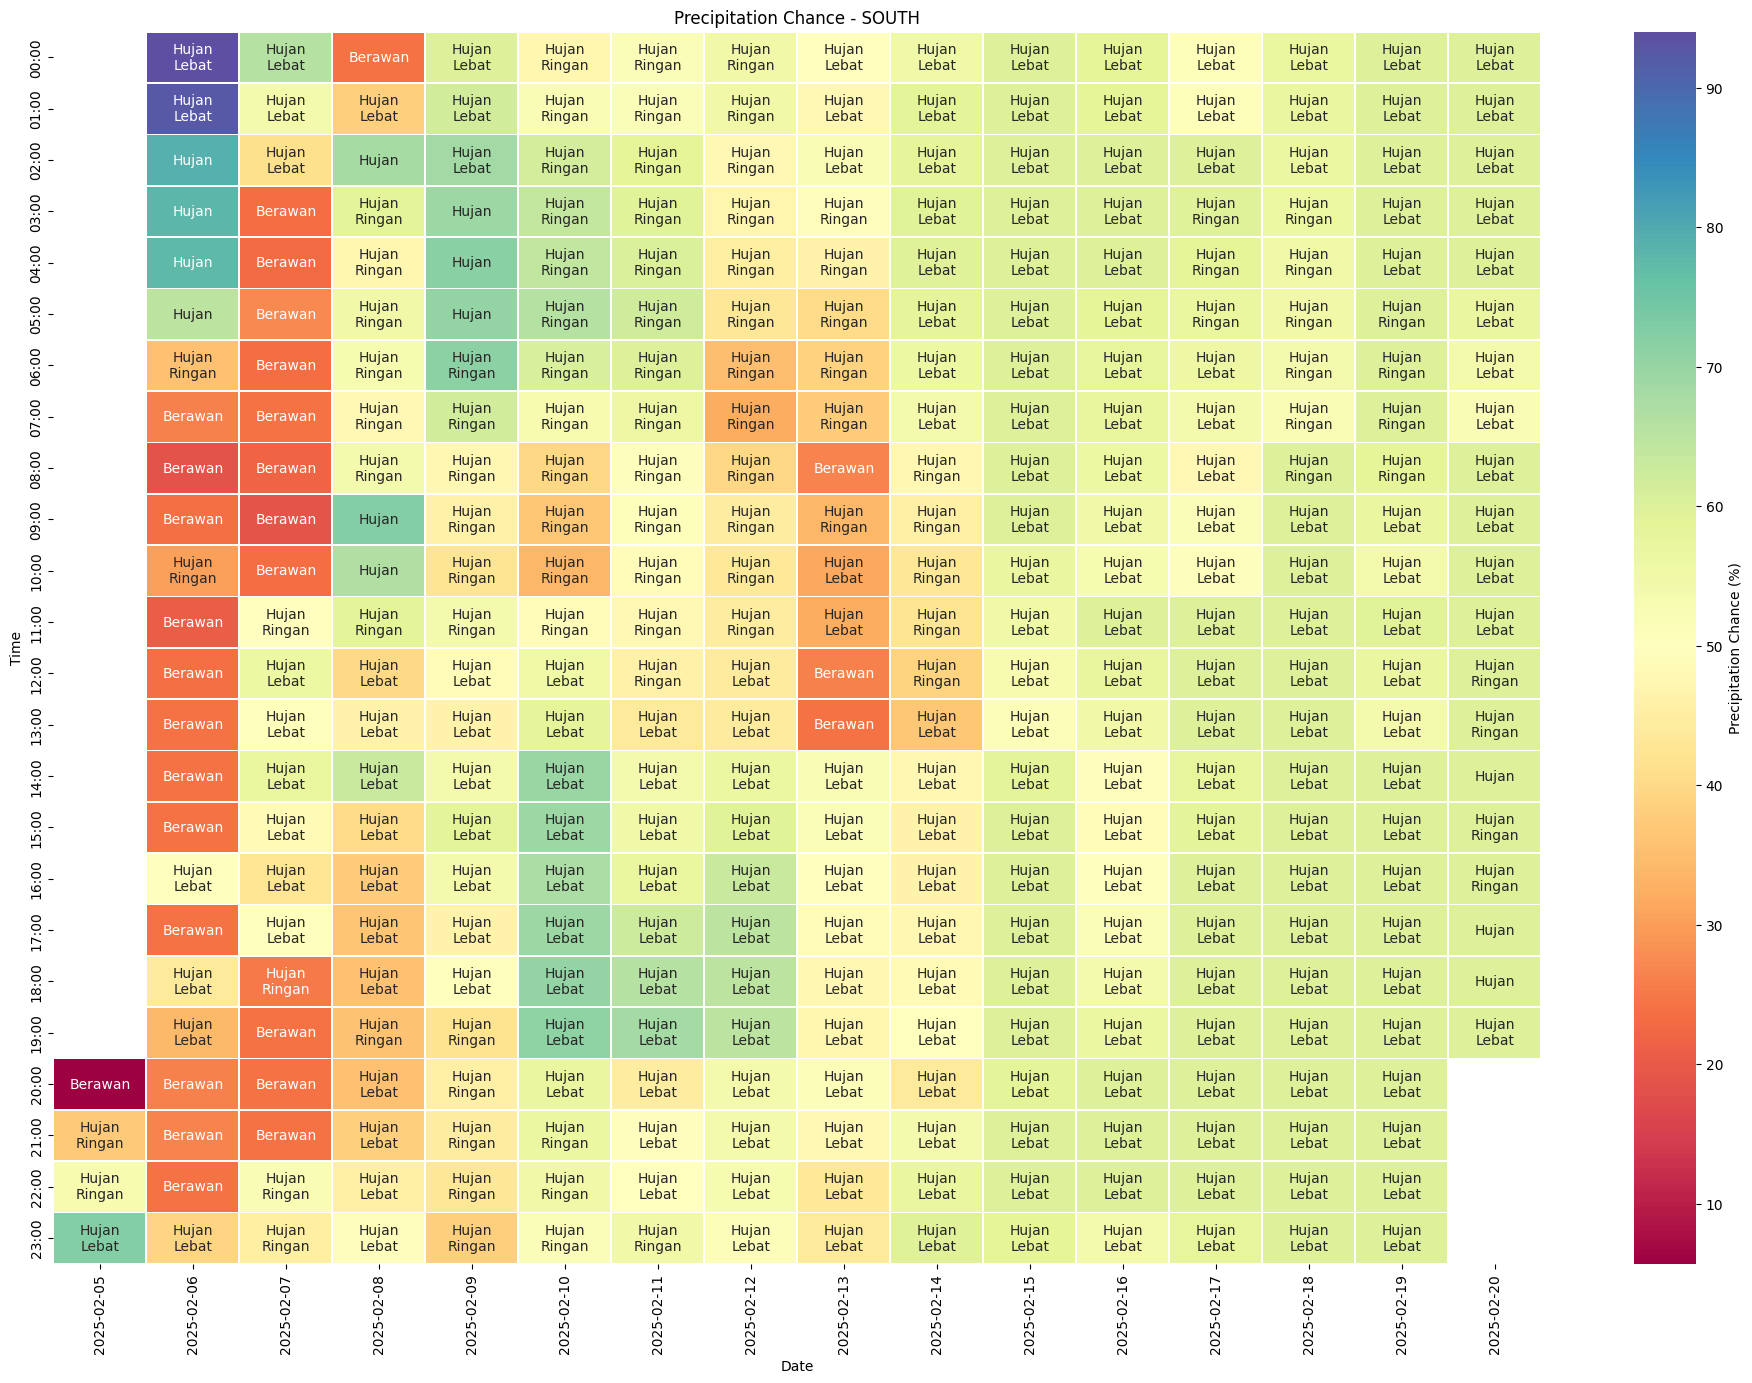 Precipitation Chance - SOUTH
00:00 Hujan Lebat Hujan Lebat Berawan Hujan Lebat Hujan Ringan Hujan Ringan Hujan Ringan Hujan Lebat Hujan Lebat Hujan Lebat Hujan Lebat Hujan Lebat Hujan Lebat Hujan Lebat Hujan Lebat
01:00 Hujan Lebat Hujan Lebat Hujan Lebat Hujan Lebat Hujan Ringan Hujan Ringan Hujan Ringan Hujan Lebat Hujan Lebat Hujan Lebat Hujan Lebat Hujan Lebat Hujan Lebat Hujan Lebat Hujan Lebat
02:00 Hujan Hujan Lebat Hujan Hujan Lebat Hujan Ringan Hujan Ringan Hujan Ringan Hujan Lebat Hujan Lebat Hujan Lebat Hujan Lebat Hujan Lebat Hujan Lebat Hujan Lebat Hujan Lebat
03:00 Hujan Berawan Hujan Ringan Hujan Hujan Ringan Hujan Ringan Hujan Ringan Hujan Ringan Hujan Lebat Hujan Lebat Hujan Lebat Hujan Ringan Hujan Ringan Hujan Lebat Hujan Lebat
04:00 Hujan Berawan Hujan Ringan Hujan Hujan Ringan Hujan Ringan Hujan Ringan Hujan Ringan Hujan Lebat Hujan Lebat Hujan Lebat Hujan Ringan Hujan Ringan Hujan Lebat Hujan Lebat
05:00 Hujan Berawan Hujan Ringan Hujan Hujan Ringan Hujan Ringan Hujan Ringan Hujan Ringan Hujan Lebat Hujan Lebat Hujan Lebat Hujan Ringan Hujan Ringan Hujan Ringan Hujan Lebat
06:00 Hujan Ringan Berawan Hujan Ringan Hujan Ringan Hujan Ringan Hujan Ringan Hujan Ringan Hujan Ringan Hujan Lebat Hujan Lebat Hujan Lebat Hujan Lebat Hujan Ringan Hujan Ringan Hujan Lebat
07:00 Berawan Berawan Hujan Ringan Hujan Ringan Hujan Ringan Hujan Ringan Hujan Ringan Hujan Ringan Hujan Lebat Hujan Lebat Hujan Lebat Hujan Lebat Hujan Ringan Hujan Ringan Hujan Lebat
08:00 Berawan Berawan Hujan Ringan Hujan Ringan Hujan Ringan Hujan Ringan Hujan Ringan Berawan Hujan Ringan Hujan Lebat Hujan Lebat Hujan Lebat Hujan Ringan Hujan Ringan Hujan Lebat
09:00 Berawan Berawan Hujan Hujan Ringan Hujan Ringan Hujan Ringan Hujan Ringan Hujan Ringan Hujan Ringan Hujan Lebat Hujan Lebat Hujan Lebat Hujan Lebat Hujan Lebat Hujan Lebat
10:00 Hujan Ringan Berawan Hujan Hujan Ringan Hujan Ringan Hujan Ringan Hujan Ringan Hujan Lebat Hujan Ringan Hujan Lebat Hujan Lebat Hujan Lebat Hujan Lebat Hujan Lebat Hujan Lebat
11:00 Berawan Hujan Ringan Hujan Ringan Hujan Ringan Hujan Ringan Hujan Ringan Hujan Ringan Hujan Lebat Hujan Ringan Hujan Lebat Hujan Lebat Hujan Lebat Hujan Lebat Hujan Lebat Hujan Lebat
12:00 Berawan Hujan Lebat Hujan Lebat Hujan Lebat Hujan Lebat Hujan Ringan Hujan Lebat Berawan Hujan Ringan Hujan Lebat Hujan Lebat Hujan Lebat Hujan Lebat Hujan Lebat Hujan Ringan
13:00 Berawan Hujan Lebat Hujan Lebat Hujan Lebat Hujan Lebat Hujan Lebat Hujan Lebat Berawan Hujan Lebat Hujan Lebat Hujan Lebat Hujan Lebat Hujan Lebat Hujan Lebat Hujan Ringan
14:00 Berawan Hujan Lebat Hujan Lebat Hujan Lebat Hujan Lebat Hujan Lebat Hujan Lebat Hujan Lebat Hujan Lebat Hujan Lebat Hujan Lebat Hujan Lebat Hujan Lebat Hujan Lebat Hujan
15:00 Berawan Hujan Lebat Hujan Lebat Hujan Lebat Hujan Lebat Hujan Lebat Hujan Lebat Hujan Lebat Hujan Lebat Hujan Lebat Hujan Lebat Hujan Lebat Hujan Lebat Hujan Lebat Hujan Ringan
16:00 Hujan Lebat Hujan Lebat Hujan Lebat Hujan Lebat Hujan Lebat Hujan Lebat Hujan Lebat Hujan Lebat Hujan Lebat Hujan Lebat Hujan Lebat Hujan Lebat Hujan Lebat Hujan Lebat Hujan Ringan
17:00 Berawan Hujan Lebat Hujan Lebat Hujan Lebat Hujan Lebat Hujan Lebat Hujan Lebat Hujan Lebat Hujan Lebat Hujan Lebat Hujan Lebat Hujan Lebat Hujan Lebat Hujan Lebat Hujan
18:00 Hujan Lebat Hujan Ringan Hujan Lebat Hujan Lebat Hujan Lebat Hujan Lebat Hujan Lebat Hujan Lebat Hujan Lebat Hujan Lebat Hujan Lebat Hujan Lebat Hujan Lebat Hujan Lebat Hujan
19:00 Hujan Lebat Berawan Hujan Ringan Hujan Ringan Hujan Lebat Hujan Lebat Hujan Lebat Hujan Lebat Hujan Lebat Hujan Lebat Hujan Lebat Hujan Lebat Hujan Lebat Hujan Lebat Hujan Lebat
20:00 Berawan Berawan Berawan Hujan Lebat Hujan Ringan Hujan Lebat Hujan Lebat Hujan Lebat Hujan Lebat Hujan Lebat Hujan Lebat Hujan Lebat Hujan Lebat Hujan Lebat Hujan Lebat
21:00 Hujan Ringan Berawan Berawan Hujan Lebat Hujan Ringan Hujan Ringan Hujan Lebat Hujan Lebat Hujan Lebat Hujan Lebat Hujan Lebat Hujan Lebat Hujan Lebat Hujan Lebat Hujan Lebat
22:00 Hujan Ringan Berawan Hujan Ringan Hujan Lebat Hujan Ringan Hujan Ringan Hujan Lebat Hujan Lebat Hujan Lebat Hujan Lebat Hujan Lebat Hujan Lebat Hujan Lebat Hujan Lebat Hujan Lebat
23:00 Hujan Lebat Hujan Lebat Hujan Ringan Hujan Lebat Hujan Ringan Hujan Ringan Hujan Ringan Hujan Lebat Hujan Lebat Hujan Lebat Hujan Lebat Hujan Lebat Hujan Lebat Hujan Lebat Hujan Lebat
Time
2025-02-05 2025-02-06 2025-02-07 2025-02-08 2025-02-09 2025-02-10 2025-02-11 2025-02-12 2025-02-13 2025-02-14 2025-02-15 2025-02-16 2025-02-17 2025-02-18 2025-02-19 2025-02-20
Date
90
80
70
60
50
40
30
20
10
Precipitation Chance (%)